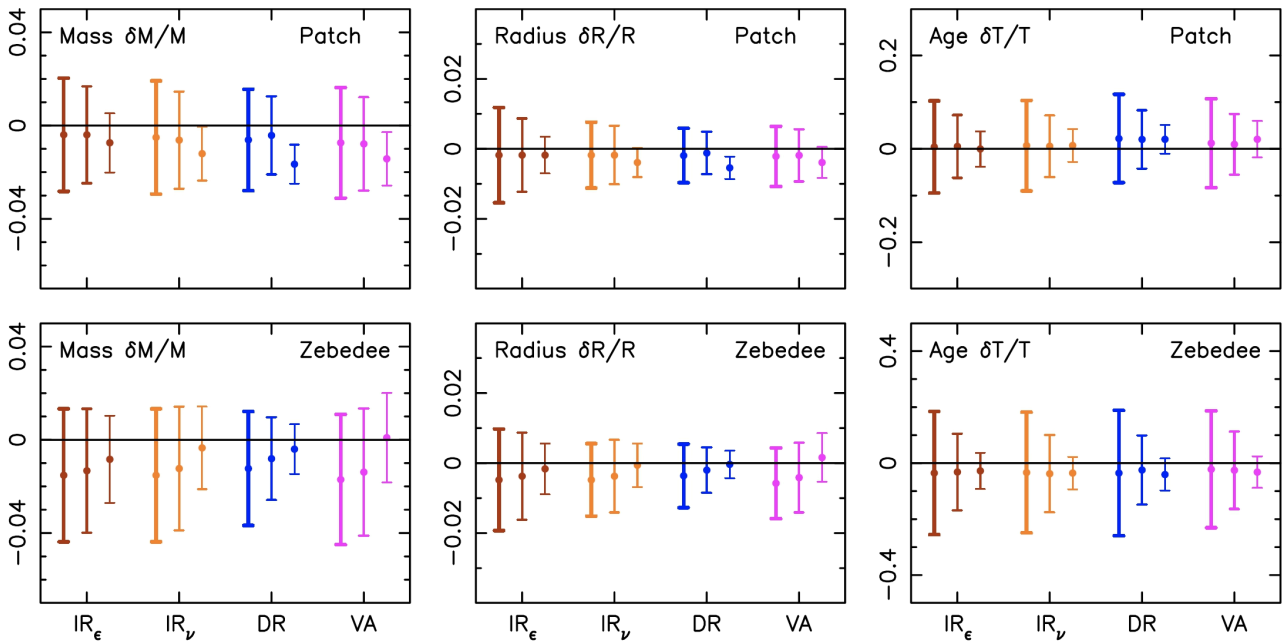 Mass δM/M Patch
0.04
0
−0.04
Radius δR/R Patch
0.02
0
−0.02
Age δT/T Patch
0.2
0
−0.2
Mass δM/M Zebedee
0.04
0
−0.04
IRϵ IRν DR VA
Radius δR/R Zebedee
0.02
0
−0.02
IRϵ IRν DR VA
Age δT/T Zebedee
0.4
0
−0.4
IRϵ IRν DR VA